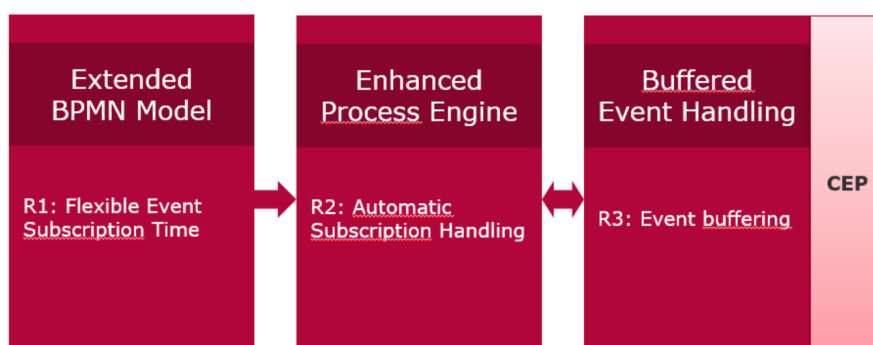 Extended
BPMN Model
R1: Flexible Event
Subscription Time
Enhanced
Process Engine
R2: Automatic
Subscription Handling
Buffered
Event Handling
R3: Event buffering
CEP